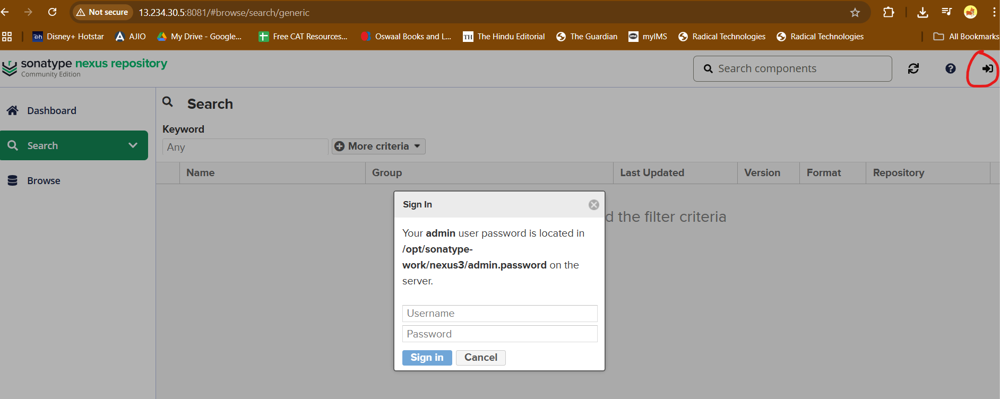 Not secure 13.234.30.5:8081/#browse/search/generic
Disney+ Hotstar AJIO My Drive - Google... Free CAT Resources... Oswaal Books and L... TH The Hindu Editorial The Guardian ims myIMS Radical Technologies Radical Technologies All Bookmarks
sonatype nexus repository
Community Edition
Search components
Dashboard
Search
Browse
Search
Keyword
Any More criteria
Name Group Last Updated Version Format Repository
d the filter criteria
Sign In
Your admin user password is located in
/opt/sonatype-
work/nexus3/admin.password on the
server.
Username
Password
Sign in Cancel